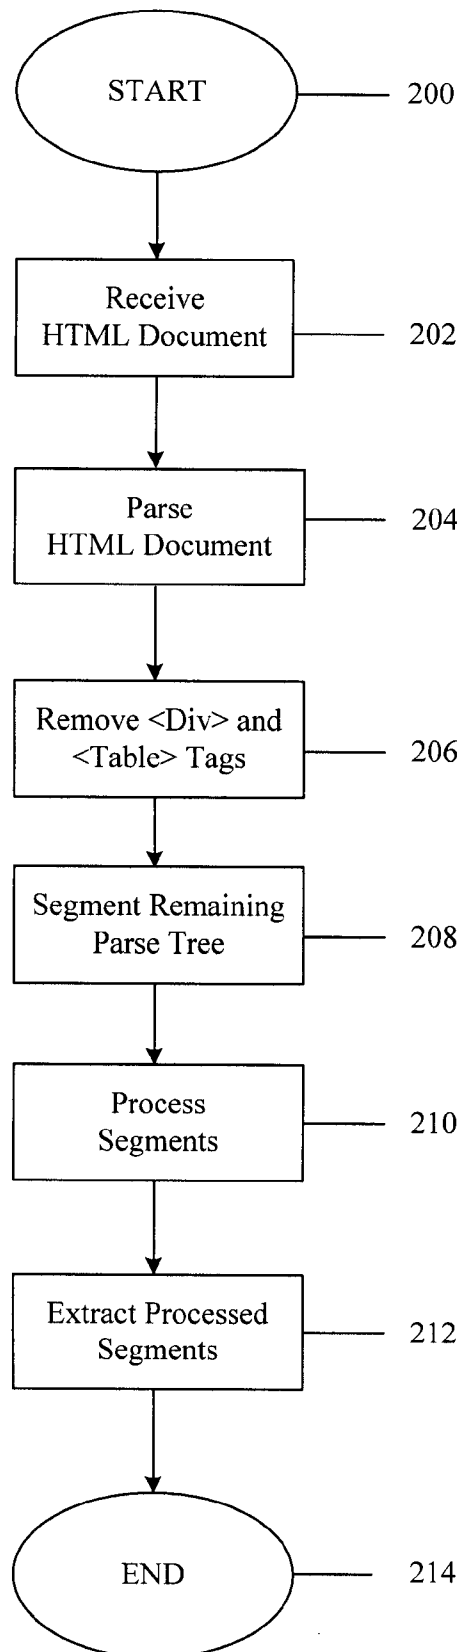 START
200
Receive
HTML Document
202
Parse
HTML Document
204
Remove <Div> and
<Table> Tags
206
Segment Remaining
Parse Tree
208
Process
Segments
210
Extract Processed
Segments
212
END
214